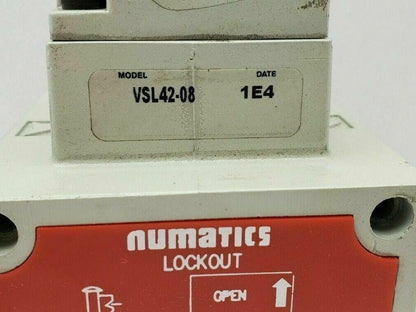 MODEL DATE
VSL42-08 1E4
numatics
LOCKOUT
OPEN